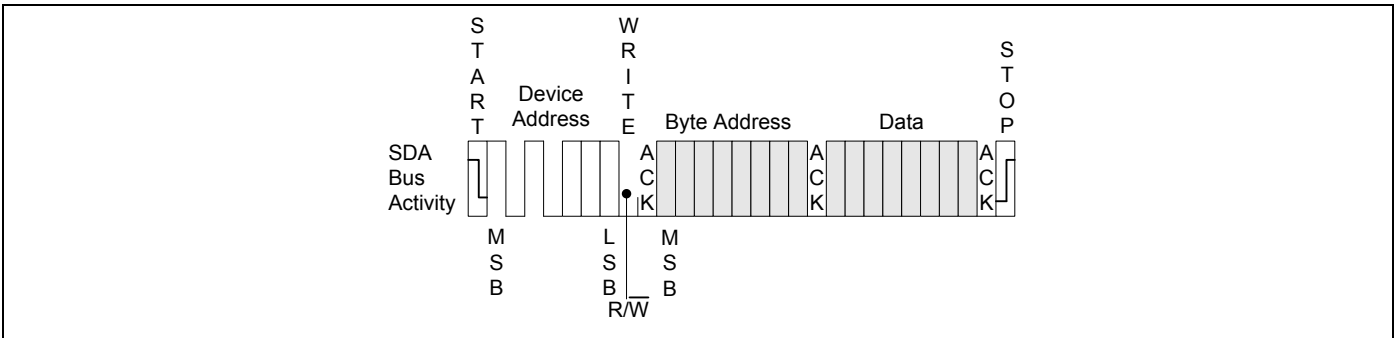 START
WRITE
STOP
Device
Address
Byte Address
Data
SDA
Bus
Activity
ACK
ACK
ACK
MSB
LSB
MSB
R/W̅